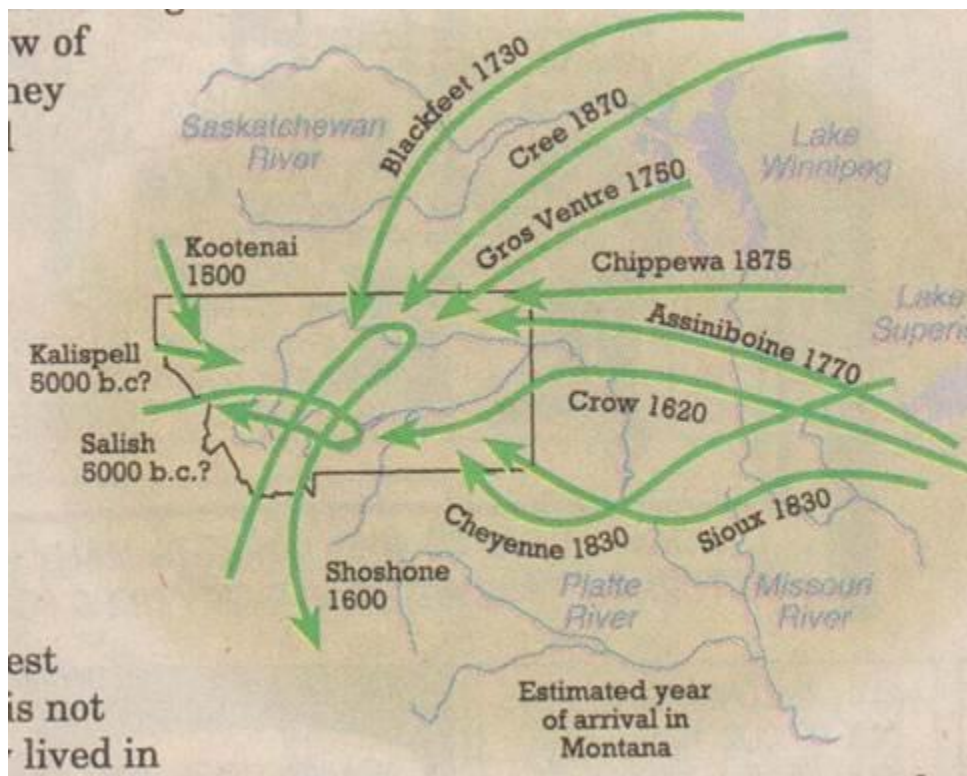 w of
hey
Blackfeet 1730
Cree 1870
Gros Ventre 1750
Saskatchewan
River
Lake
Winnipeg
Kootenai
1500
Chippewa 1875
Lake
Superi
Assiniboine 1770
Kalispell
5000 b.c?
Crow 1620
Salish
5000 b.c.?
Cheyenne 1830
Sioux 1830
Shoshone
1600
Platte
River
Missouri
River
est
is not
lived in
Estimated year
of arrival in
Montana